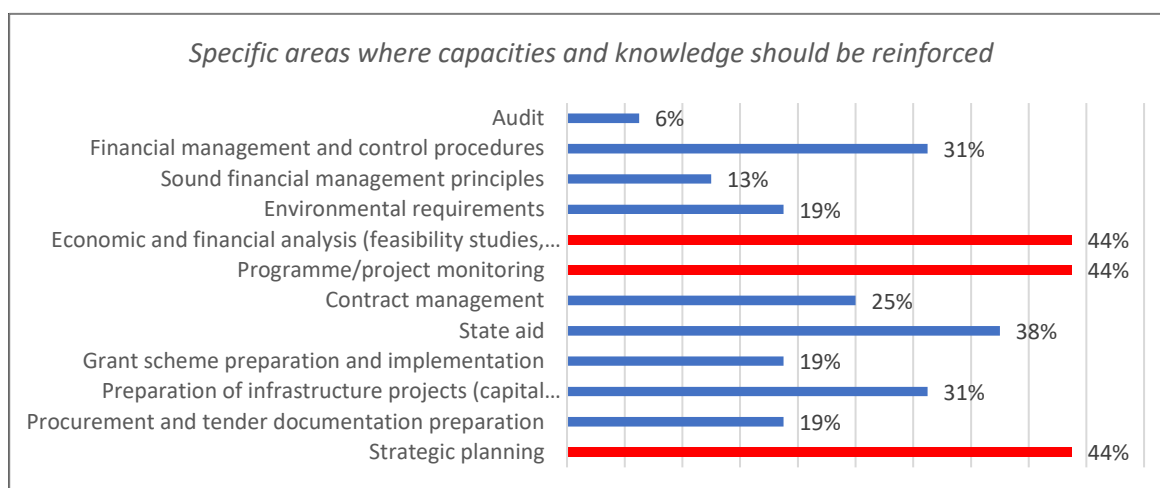 Specific areas where capacities and knowledge should be reinforced
Audit 6%
Financial management and control procedures 31%
Sound financial management principles 13%
Environmental requirements 19%
Economic and financial analysis (feasibility studies,... 44%
Programme/project monitoring 44%
Contract management 25%
State aid 38%
Grant scheme preparation and implementation 19%
Preparation of infrastructure projects (capital... 31%
Procurement and tender documentation preparation 19%
Strategic planning 44%